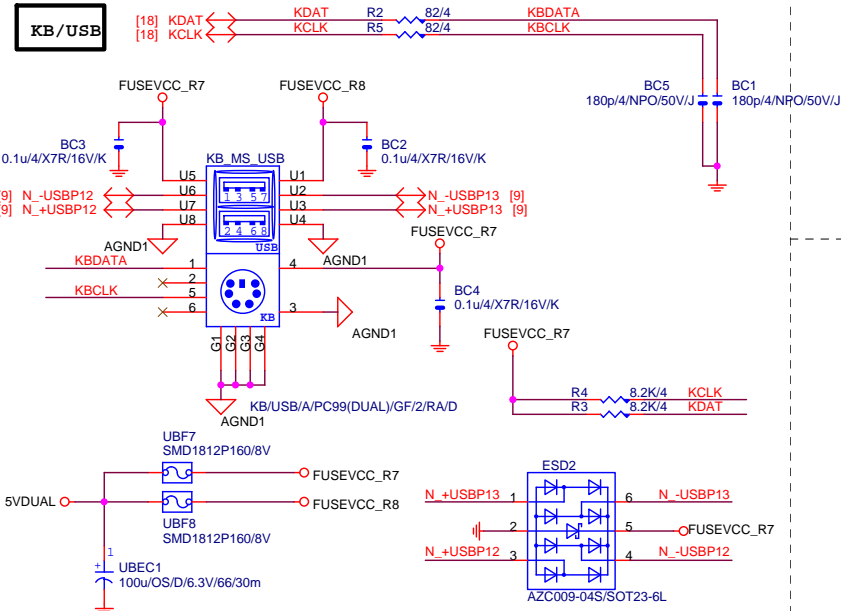 KB/USB
[18] KDAT KDAT R2 82/4 KBDATA
[18] KCLK KCLK R5 82/4 KBCLK
BC5 BC1
180p/4/NPO/50V/J 180p/4/NPO/50V/J
FUSEVCC_R7 FUSEVCC_R8
BC3 BC2
0.1u/4/X7R/16V/K 0.1u/4/X7R/16V/K
KB_MS_USB
U5 U1
[9] N_-USBP12 U6 U2 N_-USBP13 [9]
[9] N_+USBP12 U7 U3 N_+USBP13 [9]
U8 U4
1 3 5 7
2 4 6 8
USB
AGND1 AGND1
FUSEVCC_R7
KBDATA 1 4
2
KBCLK 5
6 3
KB
BC4
0.1u/4/X7R/16V/K
AGND1
G1 G2 G3 G4
AGND1
KB/USB/A/PC99(DUAL)/GF/2/RA/D
FUSEVCC_R7
R4 8.2K/4 KCLK
R3 8.2K/4 KDAT
UBF7
SMD1812P160/8V
FUSEVCC_R7
5VDUAL
FUSEVCC_R8
UBF8
SMD1812P160/8V
1
+
UBEC1
100u/OS/D/6.3V/66/30m
ESD2
N_+USBP13 1 6 N_-USBP13
2 5 FUSEVCC_R7
N_+USBP12 3 4 N_-USBP12
AZC009-04S/SOT23-6L